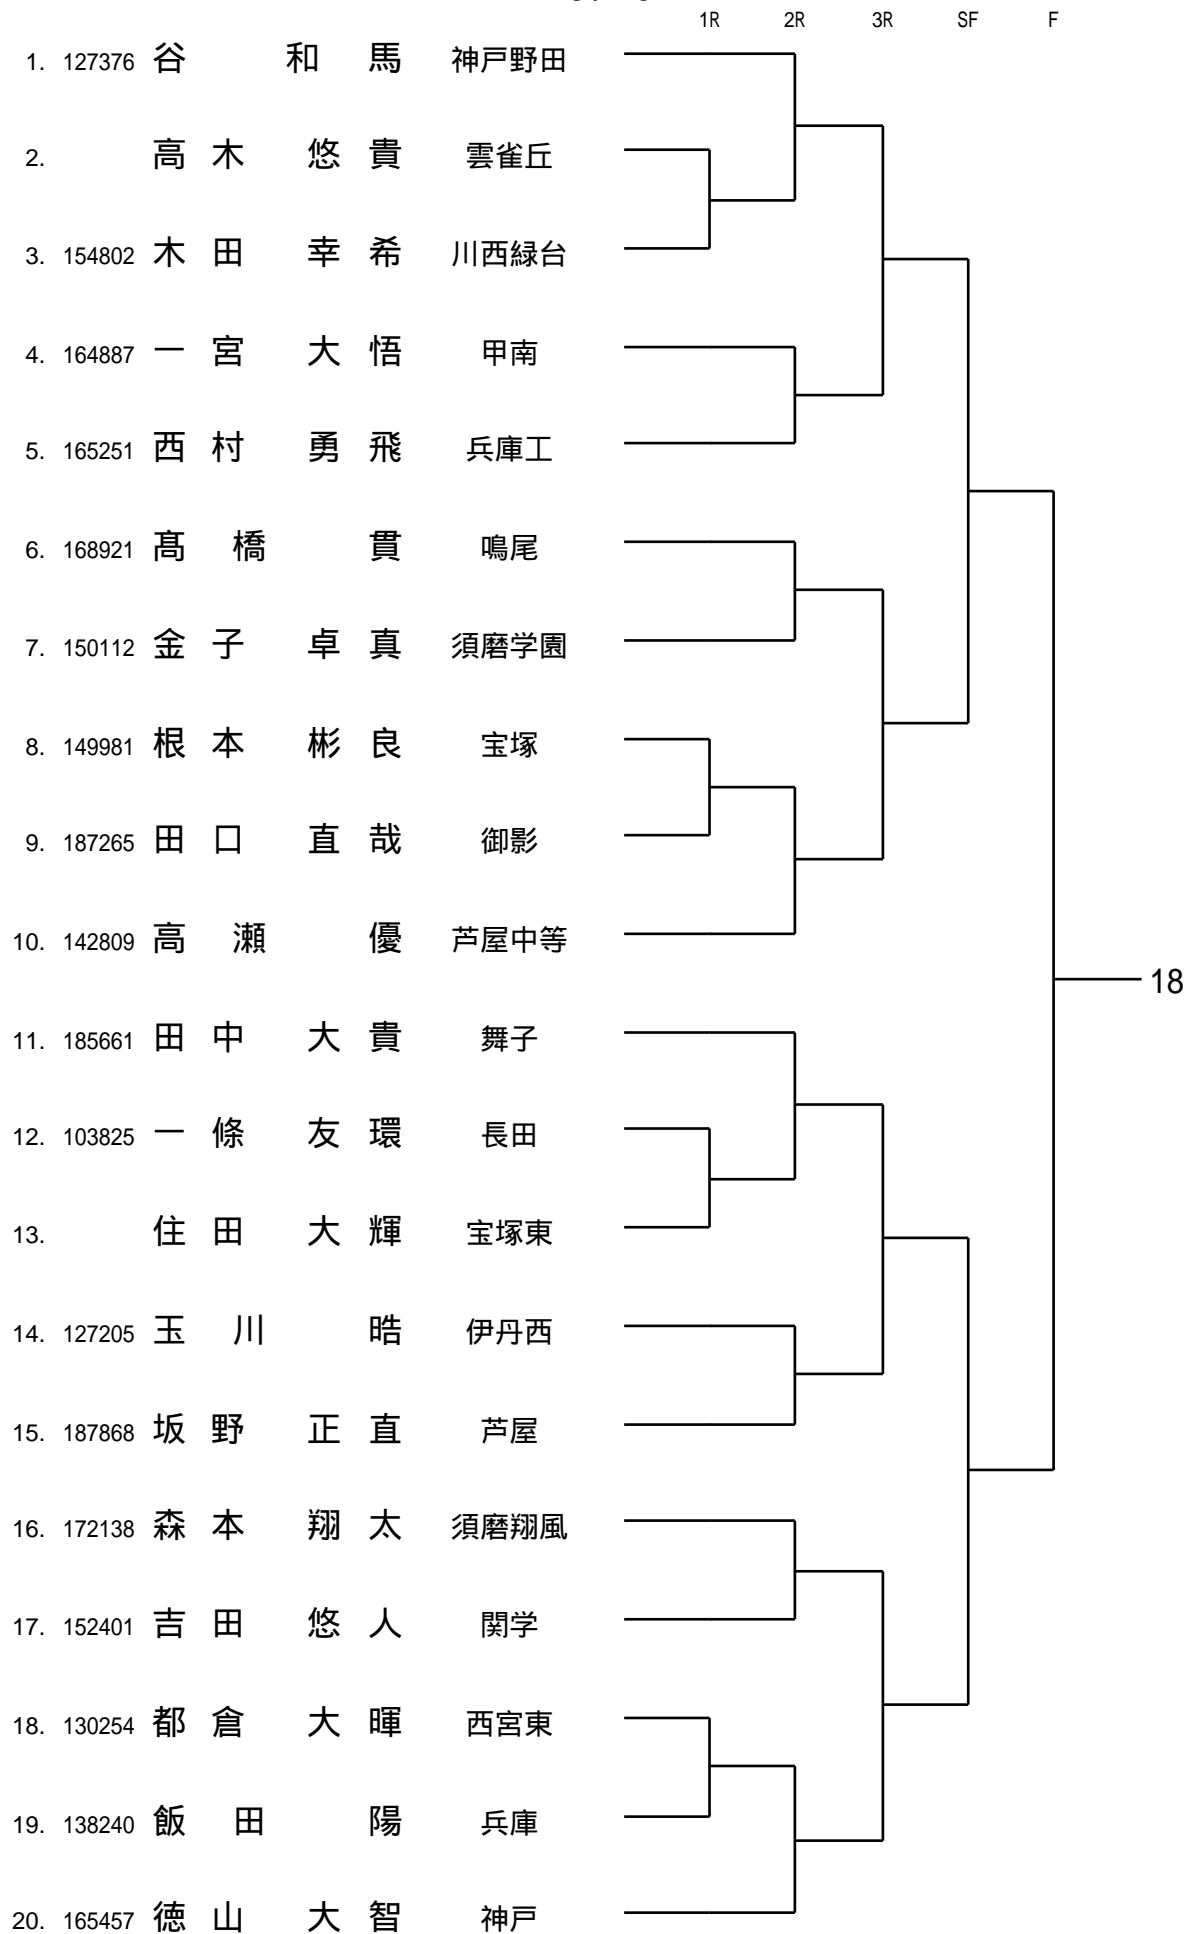 1R 2R 3R SF F
1. 127376 谷 和 馬 神戸野田
2. 高 木 悠 貴 雲雀丘
3. 154802 木 田 幸 希 川西緑台
4. 164887 一 宮 大 悟 甲南
5. 165251 西 村 勇 飛 兵庫工
6. 168921 髙 橋 貫 鳴尾
7. 150112 金 子 卓 真 須磨学園
8. 149981 根 本 彬 良 宝塚
9. 187265 田 口 直 哉 御影
10. 142809 高 瀬 優 芦屋中等
18
11. 185661 田 中 大 貴 舞子
12. 103825 一 條 友 環 長田
13. 住 田 大 輝 宝塚東
14. 127205 玉 川 晧 伊丹西
15. 187868 坂 野 正 直 芦屋
16. 172138 森 本 翔 太 須磨翔風
17. 152401 吉 田 悠 人 関学
18. 130254 都 倉 大 暉 西宮東
19. 138240 飯 田 陽 兵庫
20. 165457 徳 山 大 智 神戸